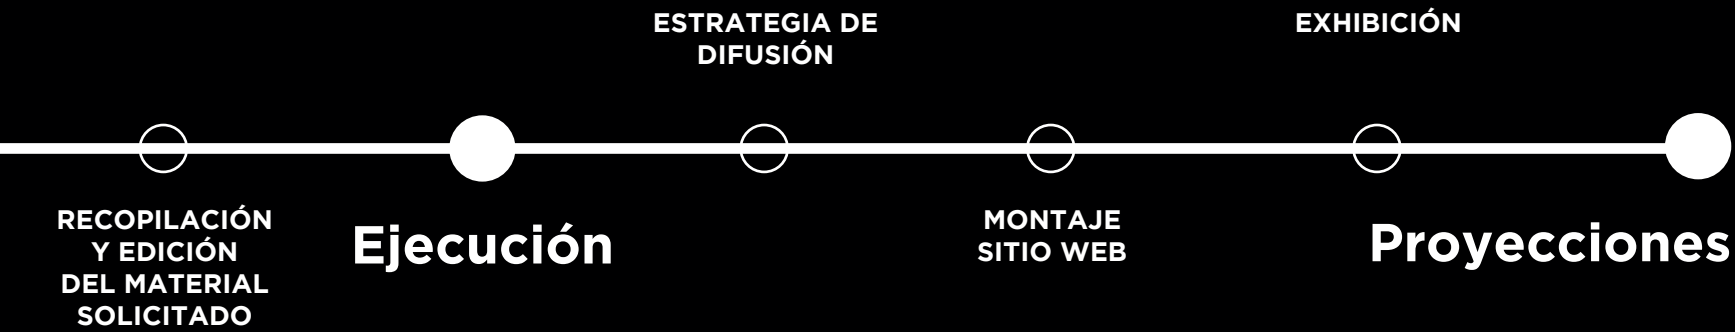 ESTRATEGIA DE
DIFUSIÓN
EXHIBICIÓN
RECOPILACIÓN
Y EDICIÓN
DEL MATERIAL
SOLICITADO
Ejecución
MONTAJE
SITIO WEB
Proyecciones